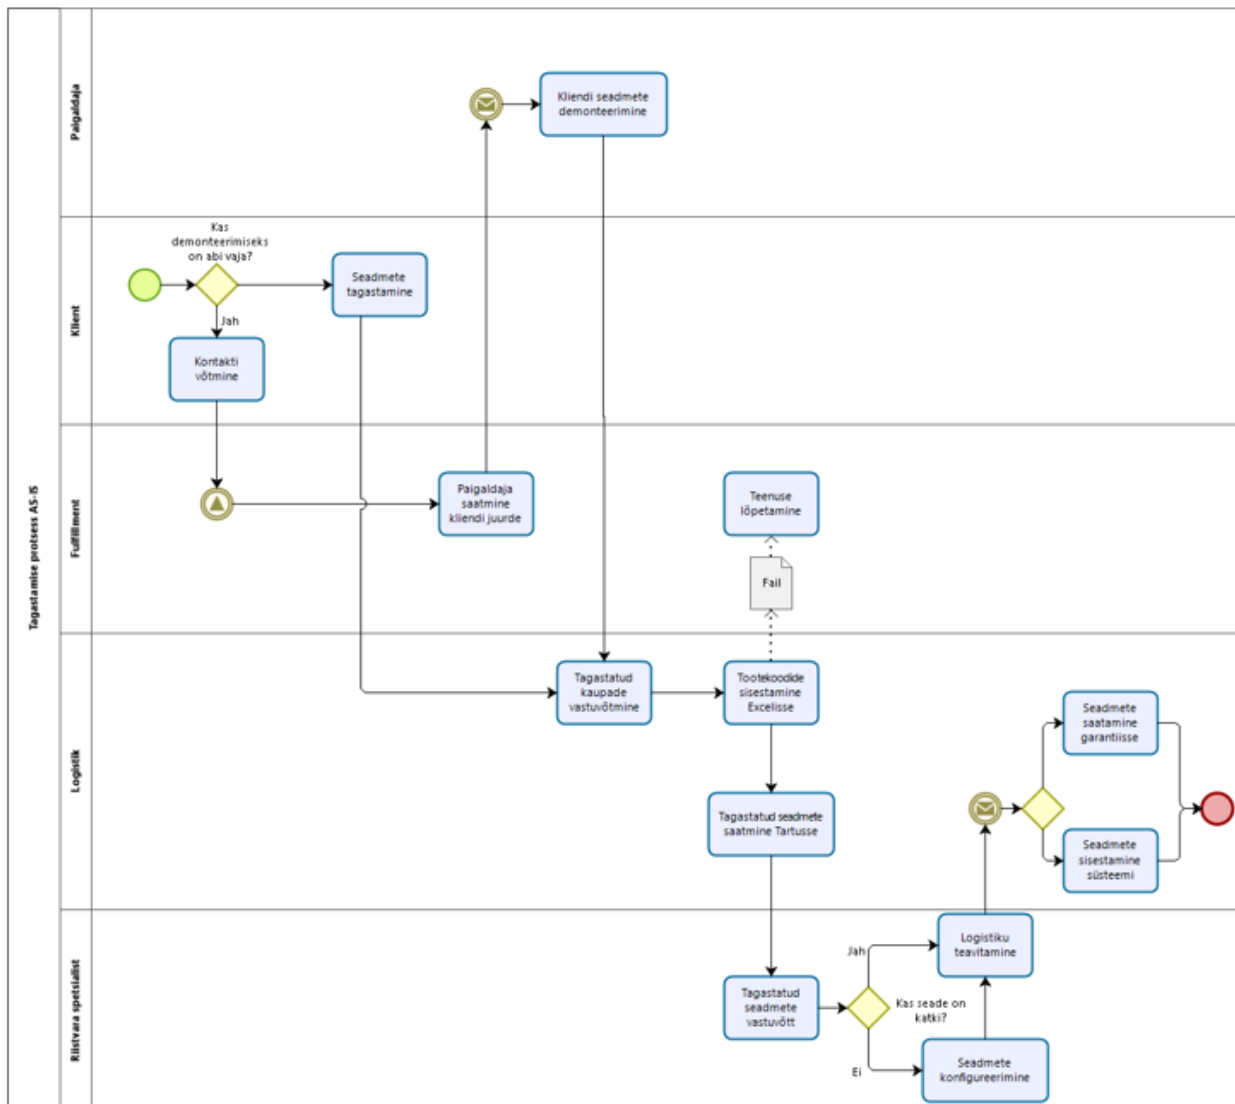 Tagastamise protsess AS-IS
Paigaldaja
Kliendi seadmete
demonteerimine
Klient
Kas
demonteerimiseks
on abi vaja?
Jah
Seadmete
tagastamine
Kontakti
võtmine
Fulfillment
Paigaldaja
saatmine
kliendi juurde
Teenuse
lõpetamine
Fail
Logistik
Tagastatud
kaupade
vastuvõtmine
Tootekoodide
sisestamine
Excelisse
Tagastatud seadmete
saatmine Tartusse
Seadmete
saatamine
garantiisse
Seadmete
sisestamine
süsteemi
Riistvara spetsialist
Tagastatud
seadmete
vastuvõtt
Jah
Kas seade on
katki?
Ei
Logistiku
teavitamine
Seadmete
konfigureerimine